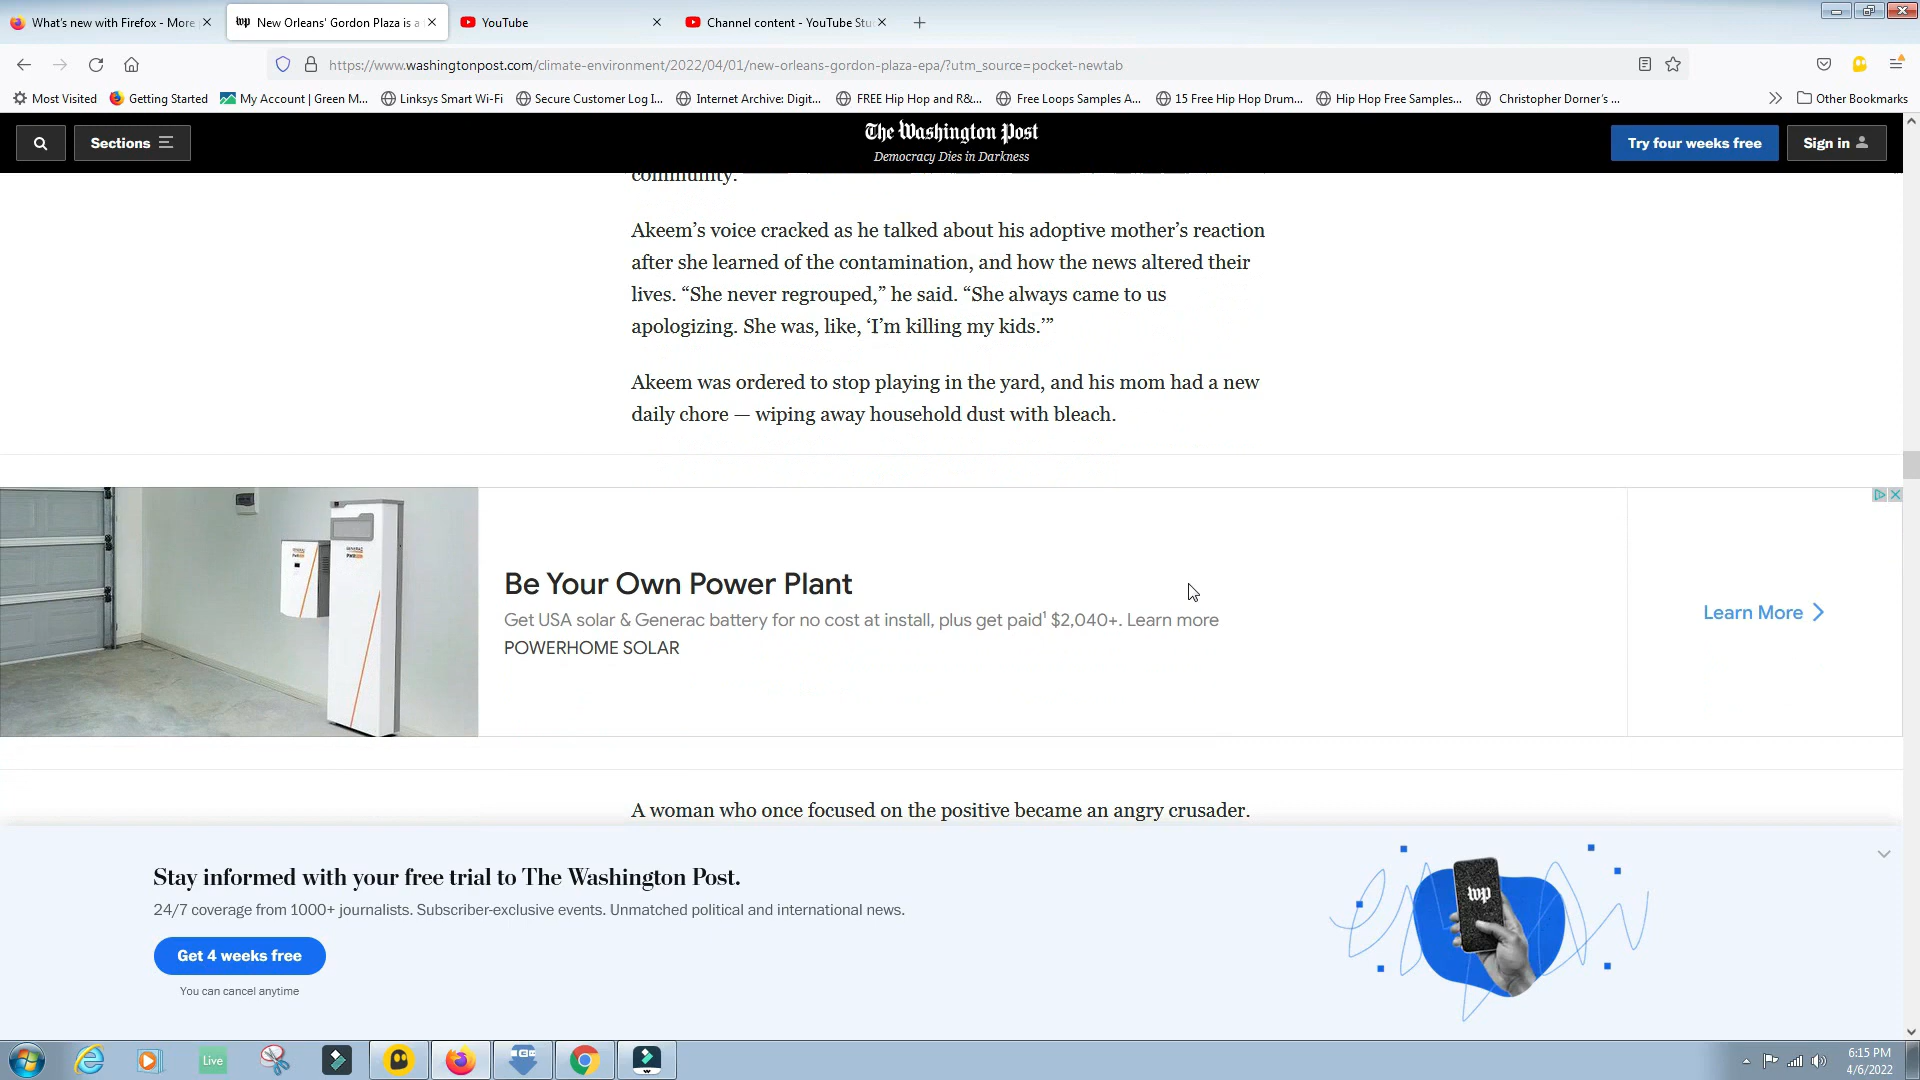 What's new with Firefox - More
New Orleans' Gordon Plaza is a
YouTube
Channel content - YouTube Stu
https://www.washingtonpost.com/climate-environment/2022/04/01/new-orleans-gordon-plaza-epa/?utm_source=pocket-newtab
Most Visited
Getting Started
My Account | Green M...
Linksys Smart Wi-Fi
Secure Customer Log I...
Internet Archive: Digit...
FREE Hip Hop and R&...
Free Loops Samples A...
15 Free Hip Hop Drum...
Hip Hop Free Samples...
Christopher Dorner's ...
Other Bookmarks
Sections
The Washington Post
Democracy Dies in Darkness
Try four weeks free
Sign in
community.
Akeem’s voice cracked as he talked about his adoptive mother’s reaction
after she learned of the contamination, and how the news altered their
lives. “She never regrouped,” he said. “She always came to us
apologizing. She was, like, ‘I’m killing my kids.’”
Akeem was ordered to stop playing in the yard, and his mom had a new
daily chore — wiping away household dust with bleach.
Be Your Own Power Plant
Get USA solar & Generac battery for no cost at install, plus get paid¹ $2,040+. Learn more
POWERHOME SOLAR
Learn More
A woman who once focused on the positive became an angry crusader.
Stay informed with your free trial to The Washington Post.
24/7 coverage from 1000+ journalists. Subscriber-exclusive events. Unmatched political and international news.
Get 4 weeks free
You can cancel anytime
wp
Live
6:15 PM
4/6/2022